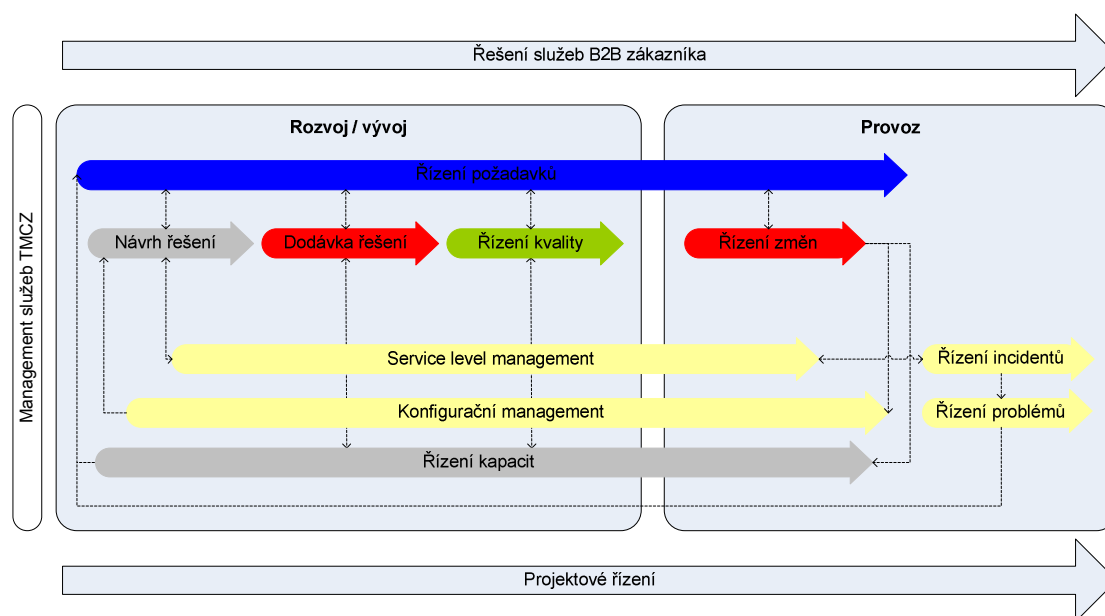 Řešení služeb B2B zákazníka
Management služeb TMCZ
Rozvoj / vývoj
Provoz
Řízení požadavků
Návrh řešení
Dodávka řešení
Řízení kvality
Řízení změn
Service level management
Řízení incidentů
Konfigurační management
Řízení problémů
Řízení kapacit
Projektové řízení